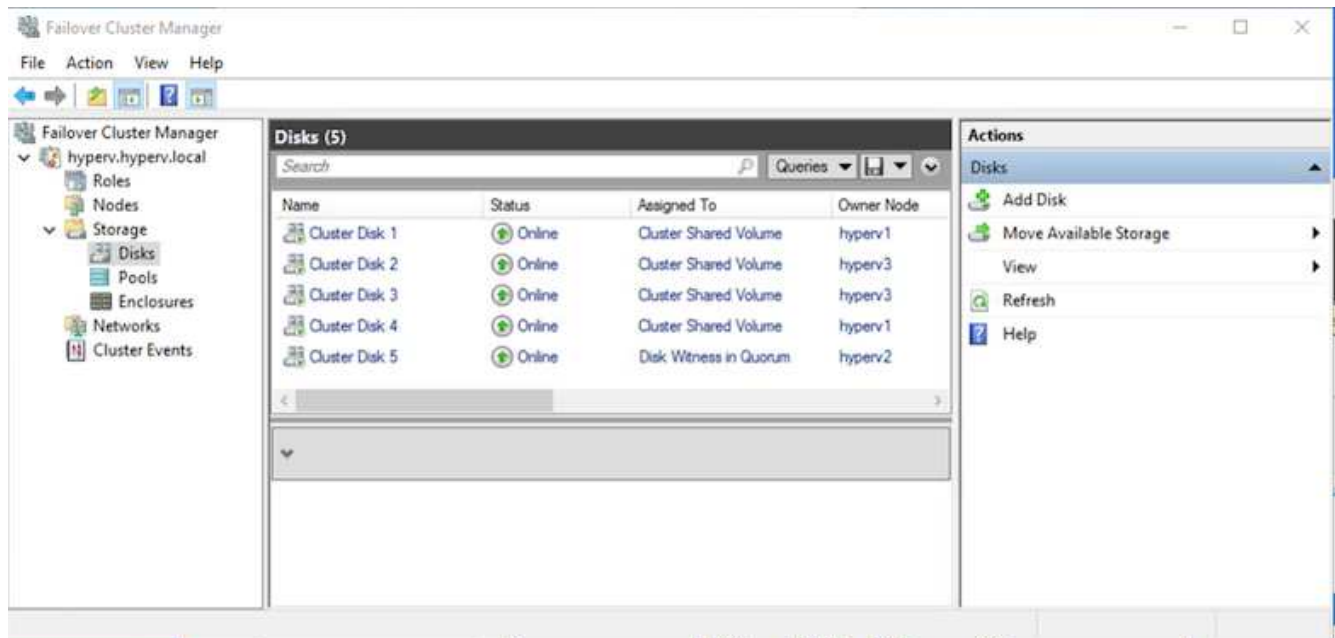 Failover Cluster Manager
File Action View Help
Failover Cluster Manager
hyperv.hyperv.local
Roles
Nodes
Storage
Disks
Pools
Enclosures
Networks
Cluster Events
Disks (5)
Search
Queries
Name Status Assigned To Owner Node
Cluster Disk 1 Online Cluster Shared Volume hyperv1
Cluster Disk 2 Online Cluster Shared Volume hyperv3
Cluster Disk 3 Online Cluster Shared Volume hyperv3
Cluster Disk 4 Online Cluster Shared Volume hyperv1
Cluster Disk 5 Online Disk Witness in Quorum hyperv2
Actions
Disks
Add Disk
Move Available Storage
View
Refresh
Help